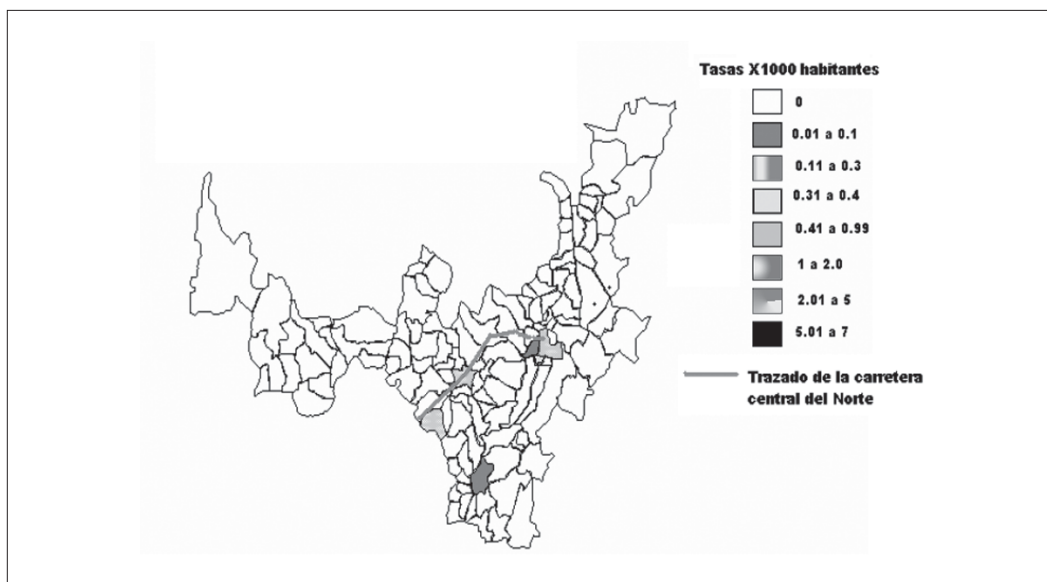 Tasas X1000 habitantes
0
0.01 a 0.1
0.11 a 0.3
0.31 a 0.4
0.41 a 0.99
1 a 2.0
2.01 a 5
5.01 a 7
Trazado de la carretera
central del Norte